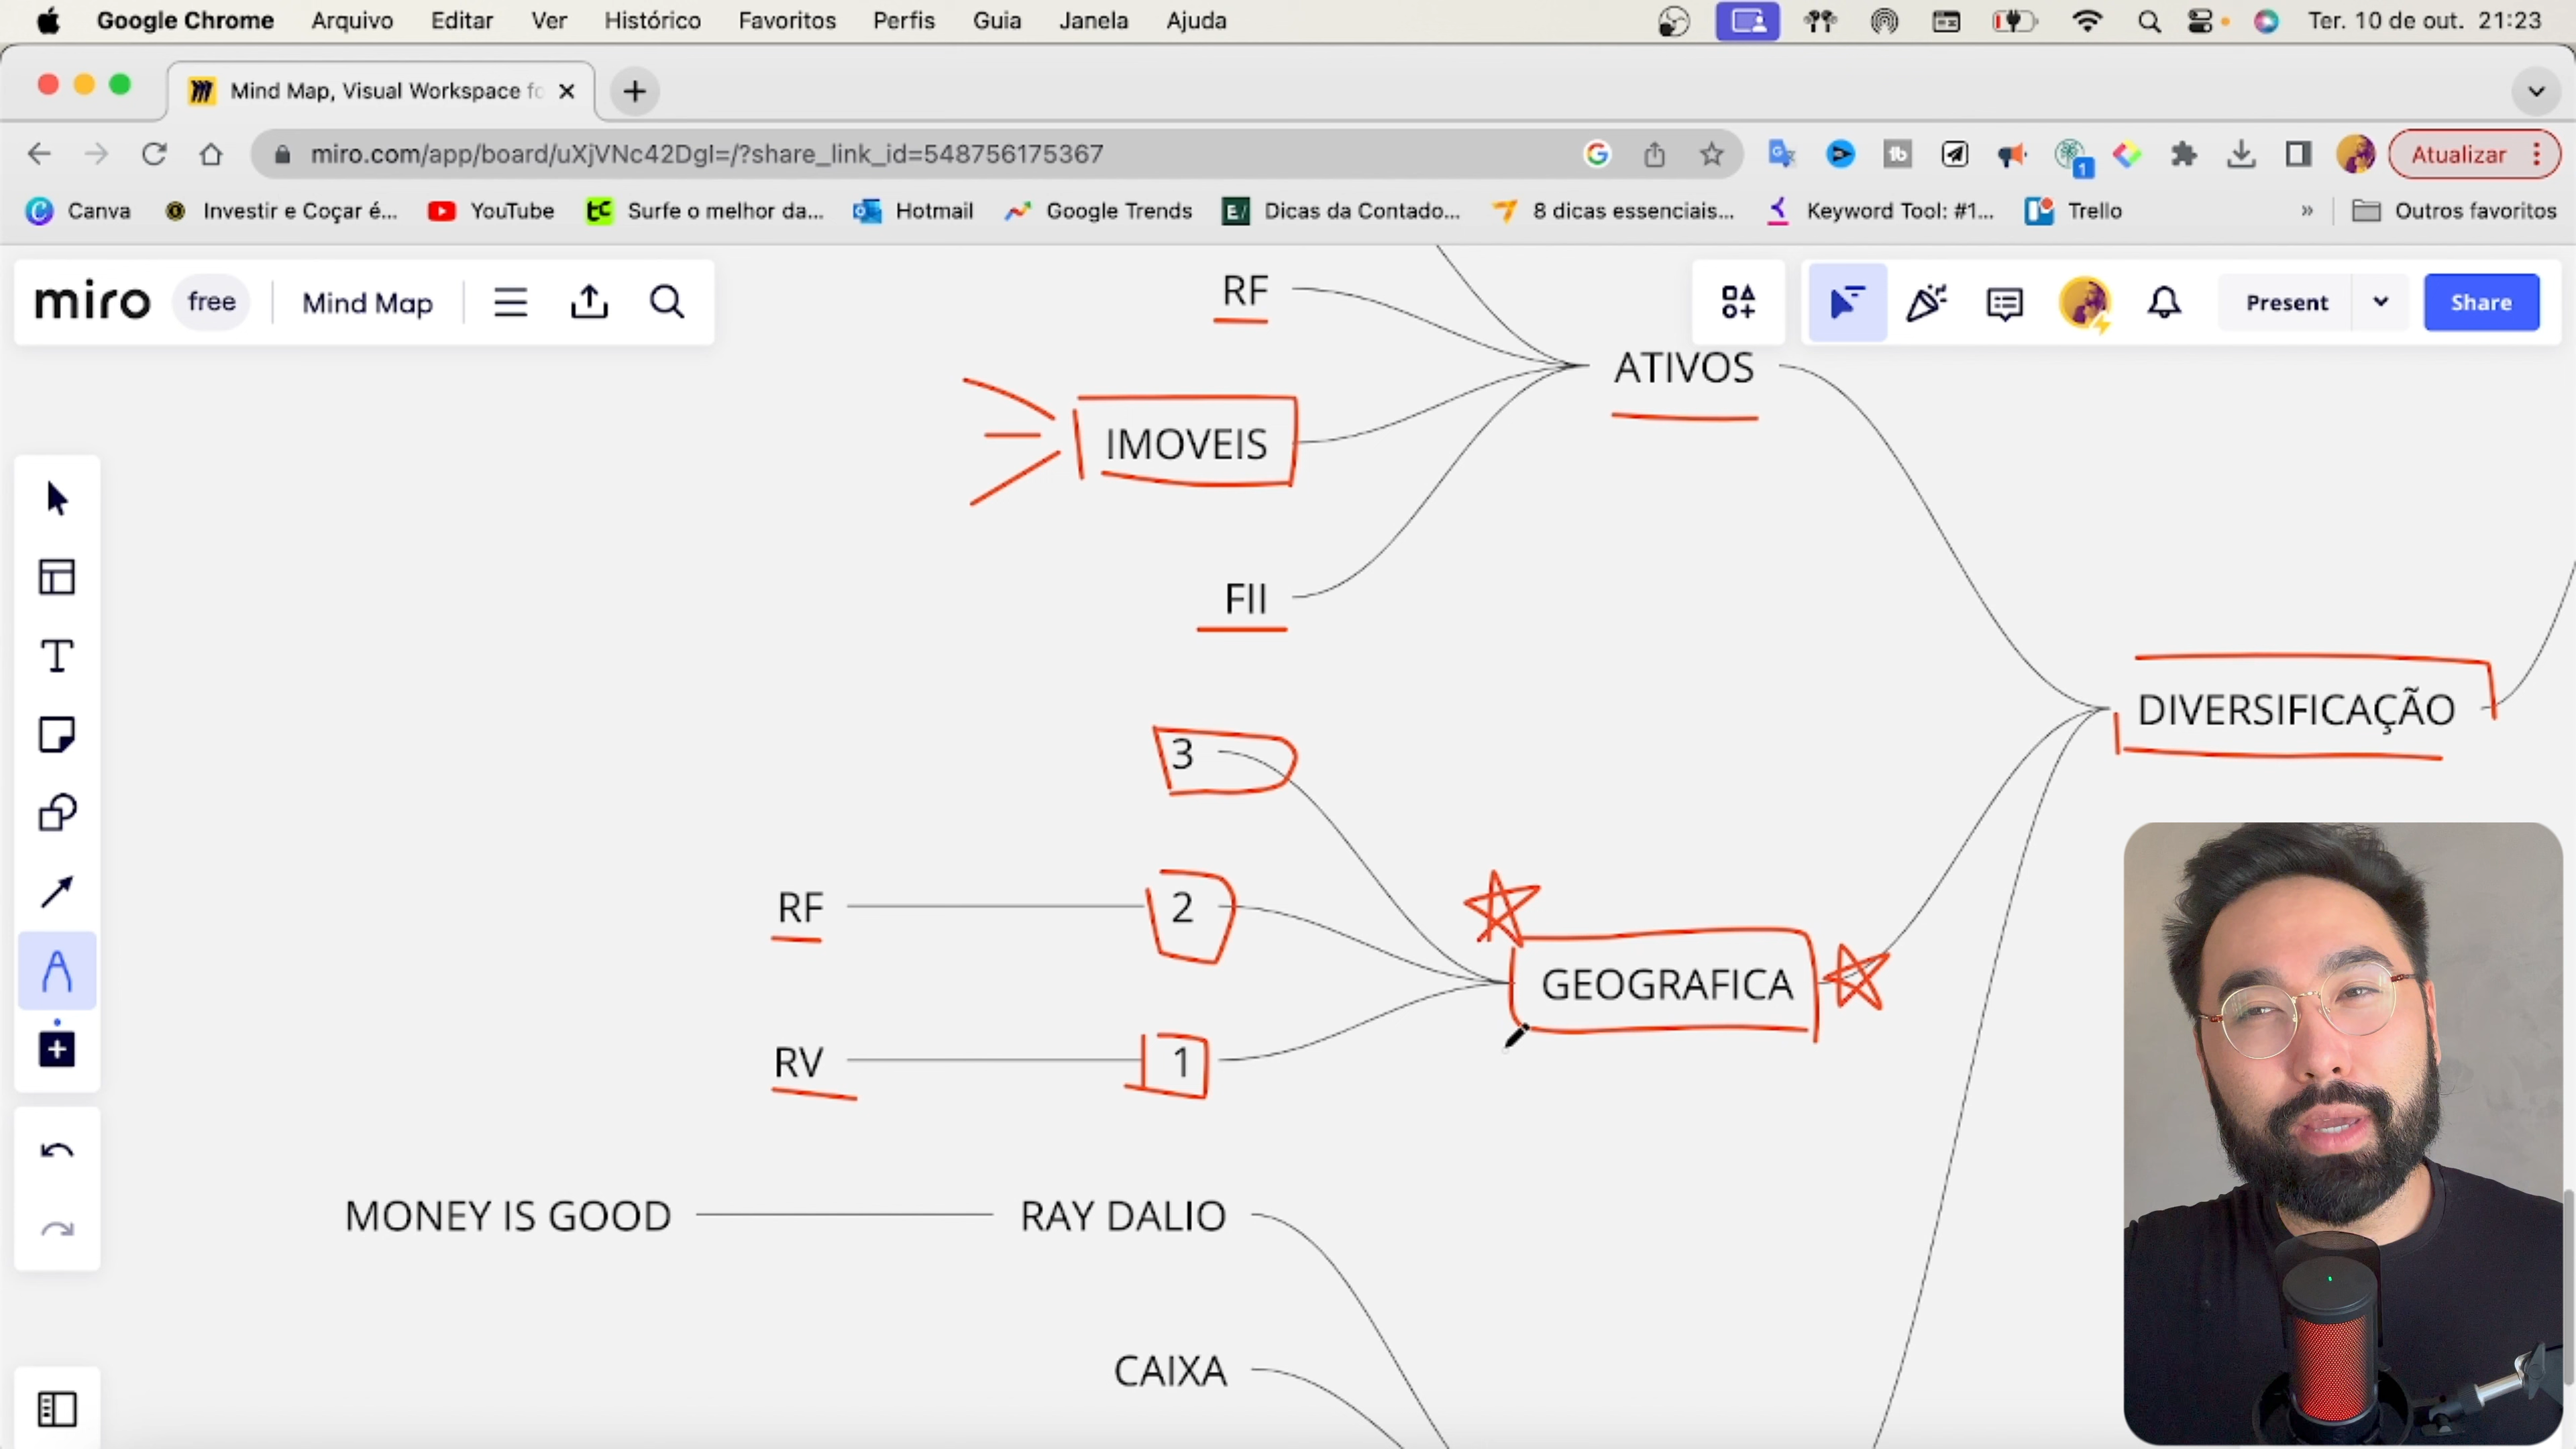 Google Chrome Arquivo Editar Ver Histórico Favoritos Perfis Guia Janela Ajuda Ter. 10 de out. 21:23
Mind Map, Visual Workspace fo
miro.com/app/board/uXjVNc42DgI=/?share_link_id=548756175367 1 Atualizar
Canva Investir e Coçar é... YouTube Surfe o melhor da... Hotmail Google Trends Dicas da Contado... 8 dicas essenciais... Keyword Tool: #1... Trello » Outros favoritos
miro free Mind Map Present Share
RF
ATIVOS
IMOVEIS
FII
DIVERSIFICAÇÃO
3
RF 2
GEOGRAFICA
RV 1
MONEY IS GOOD RAY DALIO
CAIXA